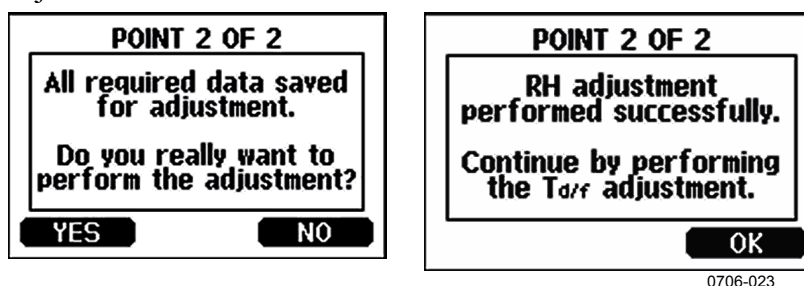 POINT 2 OF 2
All required data saved
for adjustment.
Do you really want to
perform the adjustment?
YES
NO
POINT 2 OF 2
RH adjustment
performed successfully.
Continue by performing
the Td/f adjustment.
OK
0706-023